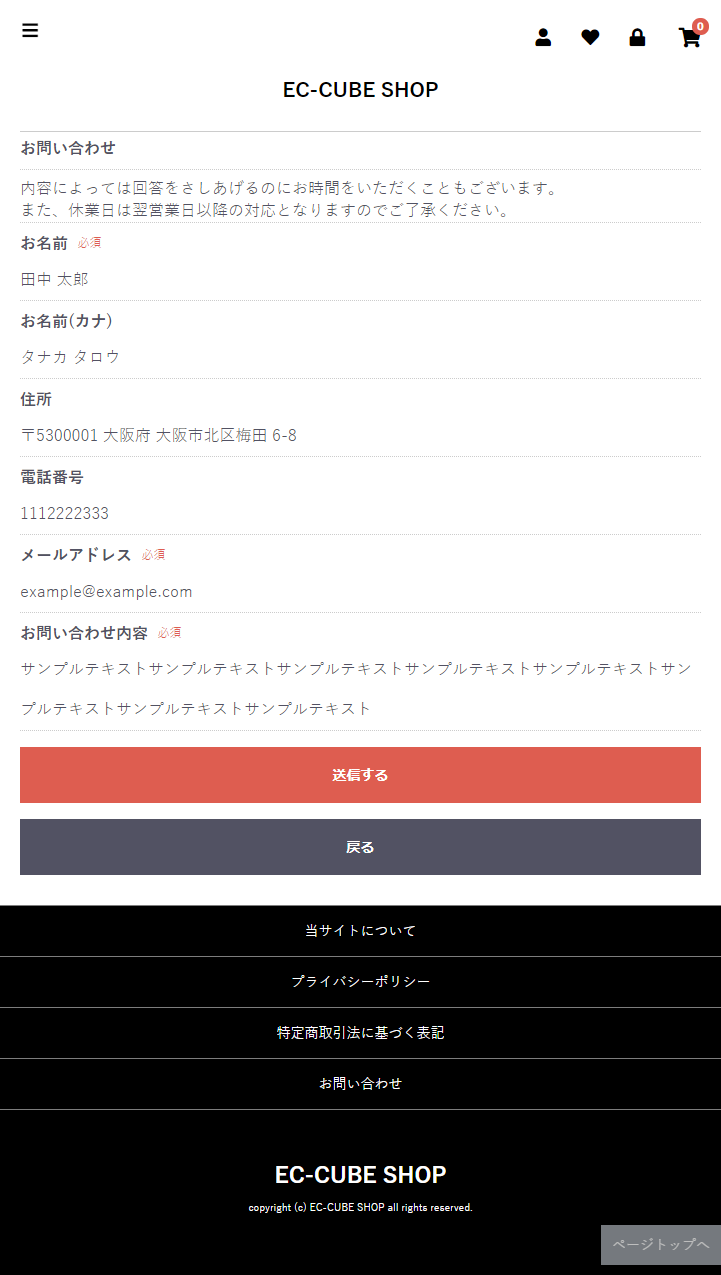 0
EC-CUBE SHOP
お問い合わせ
内容によっては回答をさしあげるのにお時間をいただくこともございます。
また、休業日は翌営業日以降の対応となりますのでご了承ください。
お名前 必須
田中 太郎
お名前(カナ)
タナカ タロウ
住所
〒5300001 大阪府 大阪市北区梅田 6-8
電話番号
1112222333
メールアドレス 必須
example@example.com
お問い合わせ内容 必須
サンプルテキストサンプルテキストサンプルテキストサンプルテキストサンプルテキストサン
プルテキストサンプルテキストサンプルテキスト
送信する
戻る
当サイトについて
プライバシーポリシー
特定商取引法に基づく表記
お問い合わせ
EC-CUBE SHOP
copyright (c) EC-CUBE SHOP all rights reserved.
ページトップへ